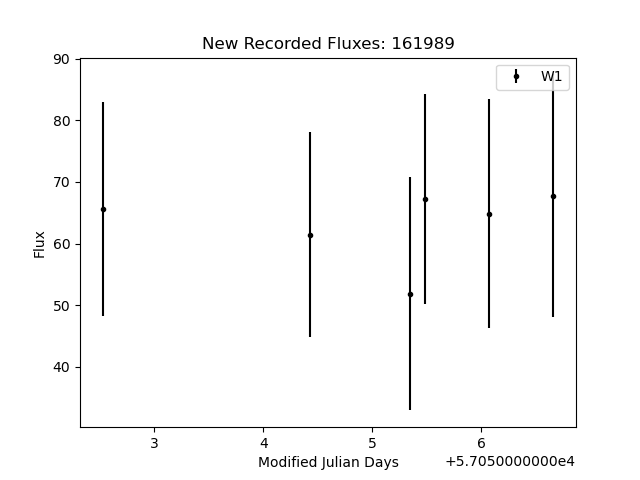 New Recorded Fluxes: 161989
W1
90
80
70
60
50
40
Flux
3 4 5 6
Modified Julian Days
+5.7050000000e4